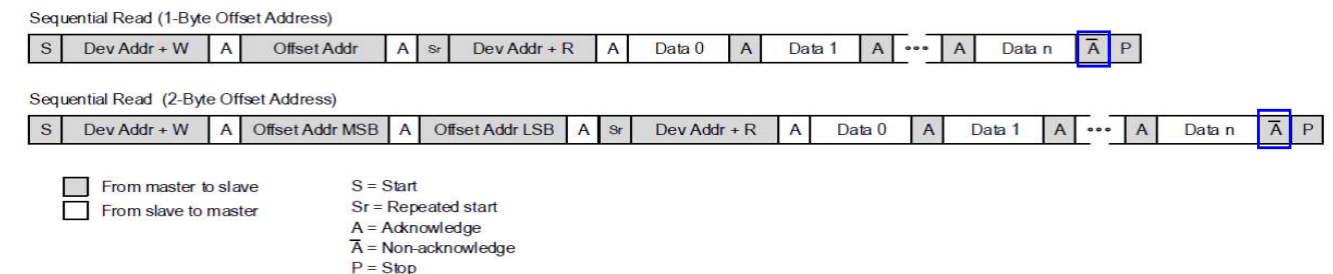 Sequential Read (1-Byte Offset Address)
S Dev Addr + W A Offset Addr A Sr Dev Addr + R A Data 0 A Data 1 A ••• A Data n A̅ P
Sequential Read (2-Byte Offset Address)
S Dev Addr + W A Offset Addr MSB A Offset Addr LSB A Sr Dev Addr + R A Data 0 A Data 1 A ••• A Data n A̅ P
From master to slave
From slave to master
S = Start
Sr = Repeated start
A = Acknowledge
A̅ = Non-acknowledge
P = Stop